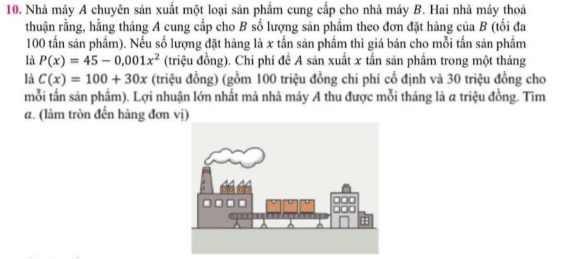 10. Nhà máy A chuyên sản xuất một loại sản phẩm cung cấp cho nhà máy B. Hai nhà máy thoả
thuận rằng, hằng tháng A cung cấp cho B số lượng sản phẩm theo đơn đặt hàng của B (tối đa
100 tấn sản phẩm). Nếu số lượng đặt hàng là x tấn sản phẩm thì giá bán cho mỗi tấn sản phẩm
là P(x) = 45 − 0,001x² (triệu đồng). Chi phí để A sản xuất x tấn sản phẩm trong một tháng
là C(x) = 100 + 30x (triệu đồng) (gồm 100 triệu đồng chi phí cố định và 30 triệu đồng cho
mỗi tấn sản phẩm). Lợi nhuận lớn nhất mà nhà máy A thu được mỗi tháng là a triệu đồng. Tìm
a. (làm tròn đến hàng đơn vị)